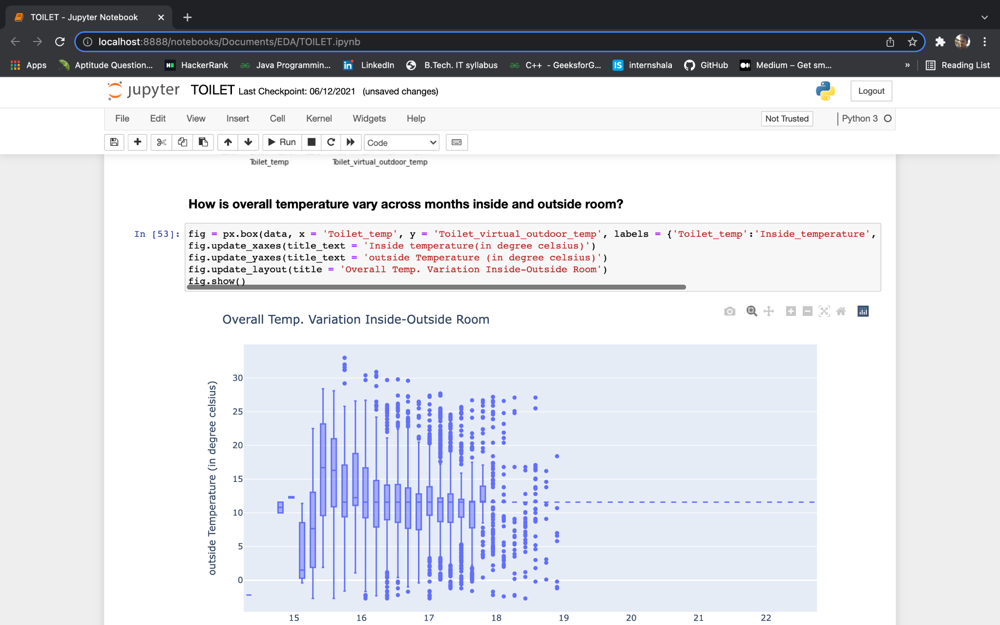 TOILET - Jupyter Notebook
localhost:8888/notebooks/Documents/EDA/TOILET.ipynb
Apps Aptitude Question... HackerRank Java Programmin... LinkedIn B.Tech. IT syllabus C++ - GeeksforG... internshala GitHub Medium – Get sm... » Reading List
jupyter TOILET Last Checkpoint: 06/12/2021 (unsaved changes) Logout
File Edit View Insert Cell Kernel Widgets Help Not Trusted Python 3
Run Code
Toilet_temp Toilet_virtual_outdoor_temp
How is overall temperature vary across months inside and outside room?
In [53]: fig = px.box(data, x = 'Toilet_temp', y = 'Toilet_virtual_outdoor_temp', labels = {'Toilet_temp':'Inside_temperature',
fig.update_xaxes(title_text = 'Inside temperature(in degree celsius)')
fig.update_yaxes(title_text = 'outside Temperature (in degree celsius)')
fig.update_layout(title = 'Overall Temp. Variation Inside-Outside Room')
fig.show()
Overall Temp. Variation Inside-Outside Room
outside Temperature (in degree celsius)
30
25
20
15
10
5
0
15 16 17 18 19 20 21 22